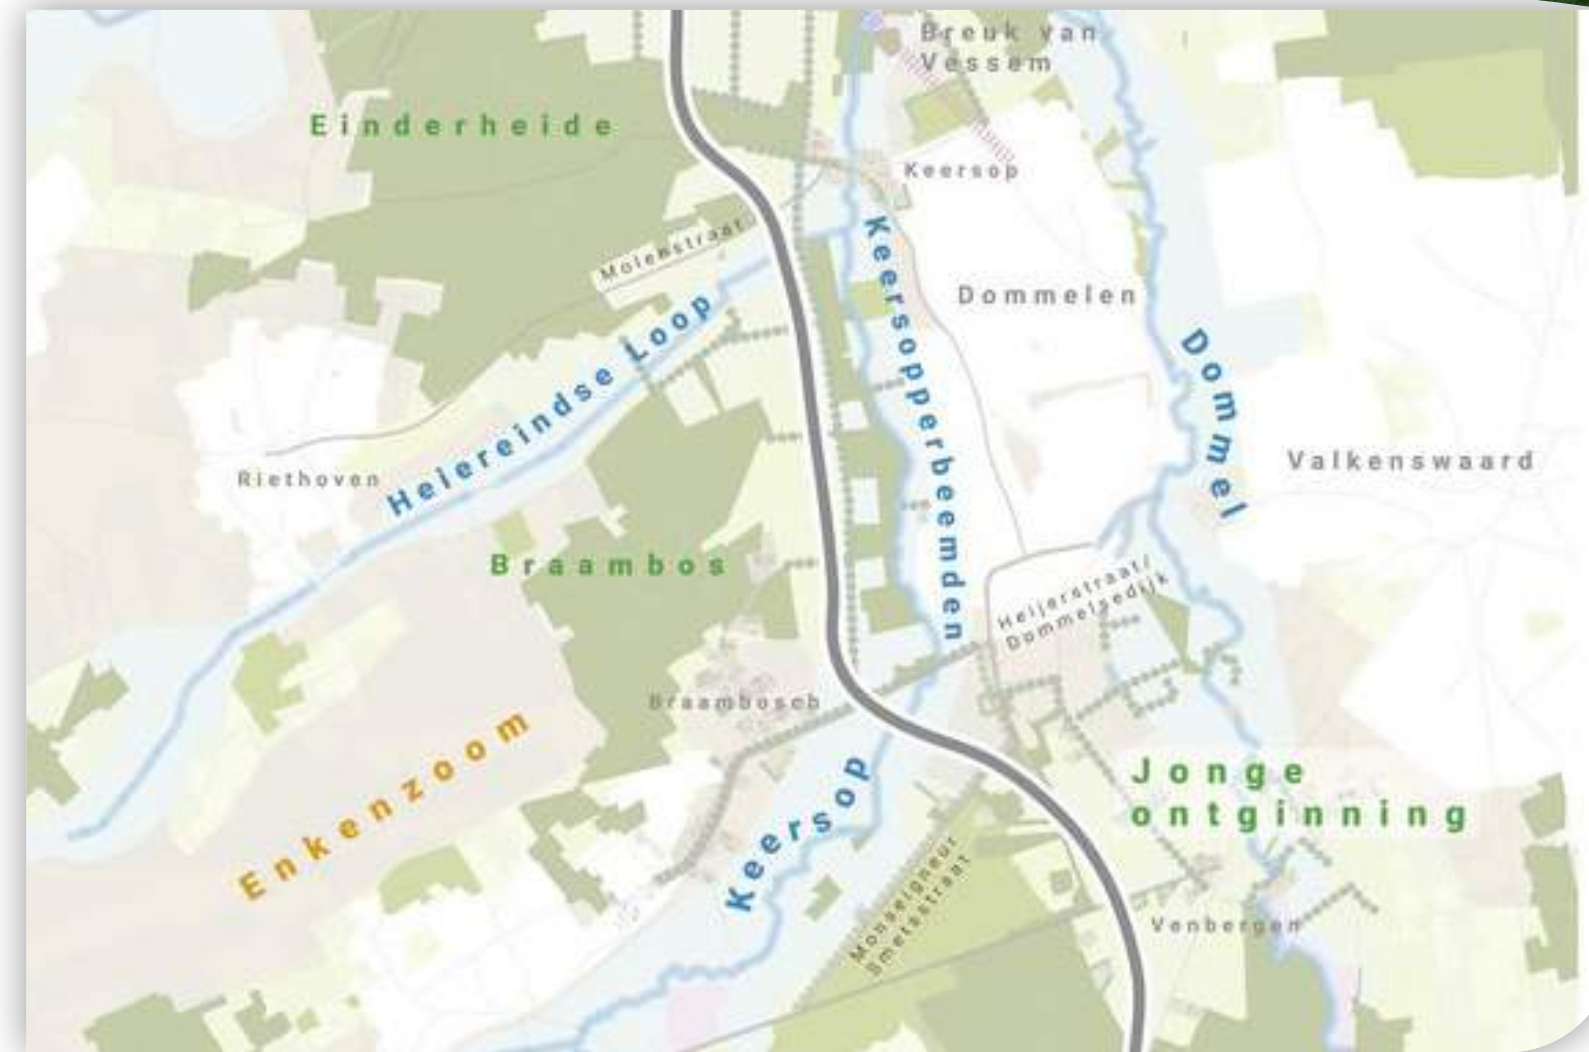 Breuk van
Vessem
Einderheide
Keersop
Molenstraat
Keersopperbeemden
Dommelen
Heiereindse Loop
Dommel
Valkenswaard
Riethoven
Braambos
Heijerstraat/
Dommelsedijk
Braambosch
Enkenzoom
Keersop
Jonge
ontginning
Monseigneur
Smetsstraat
Venbergen